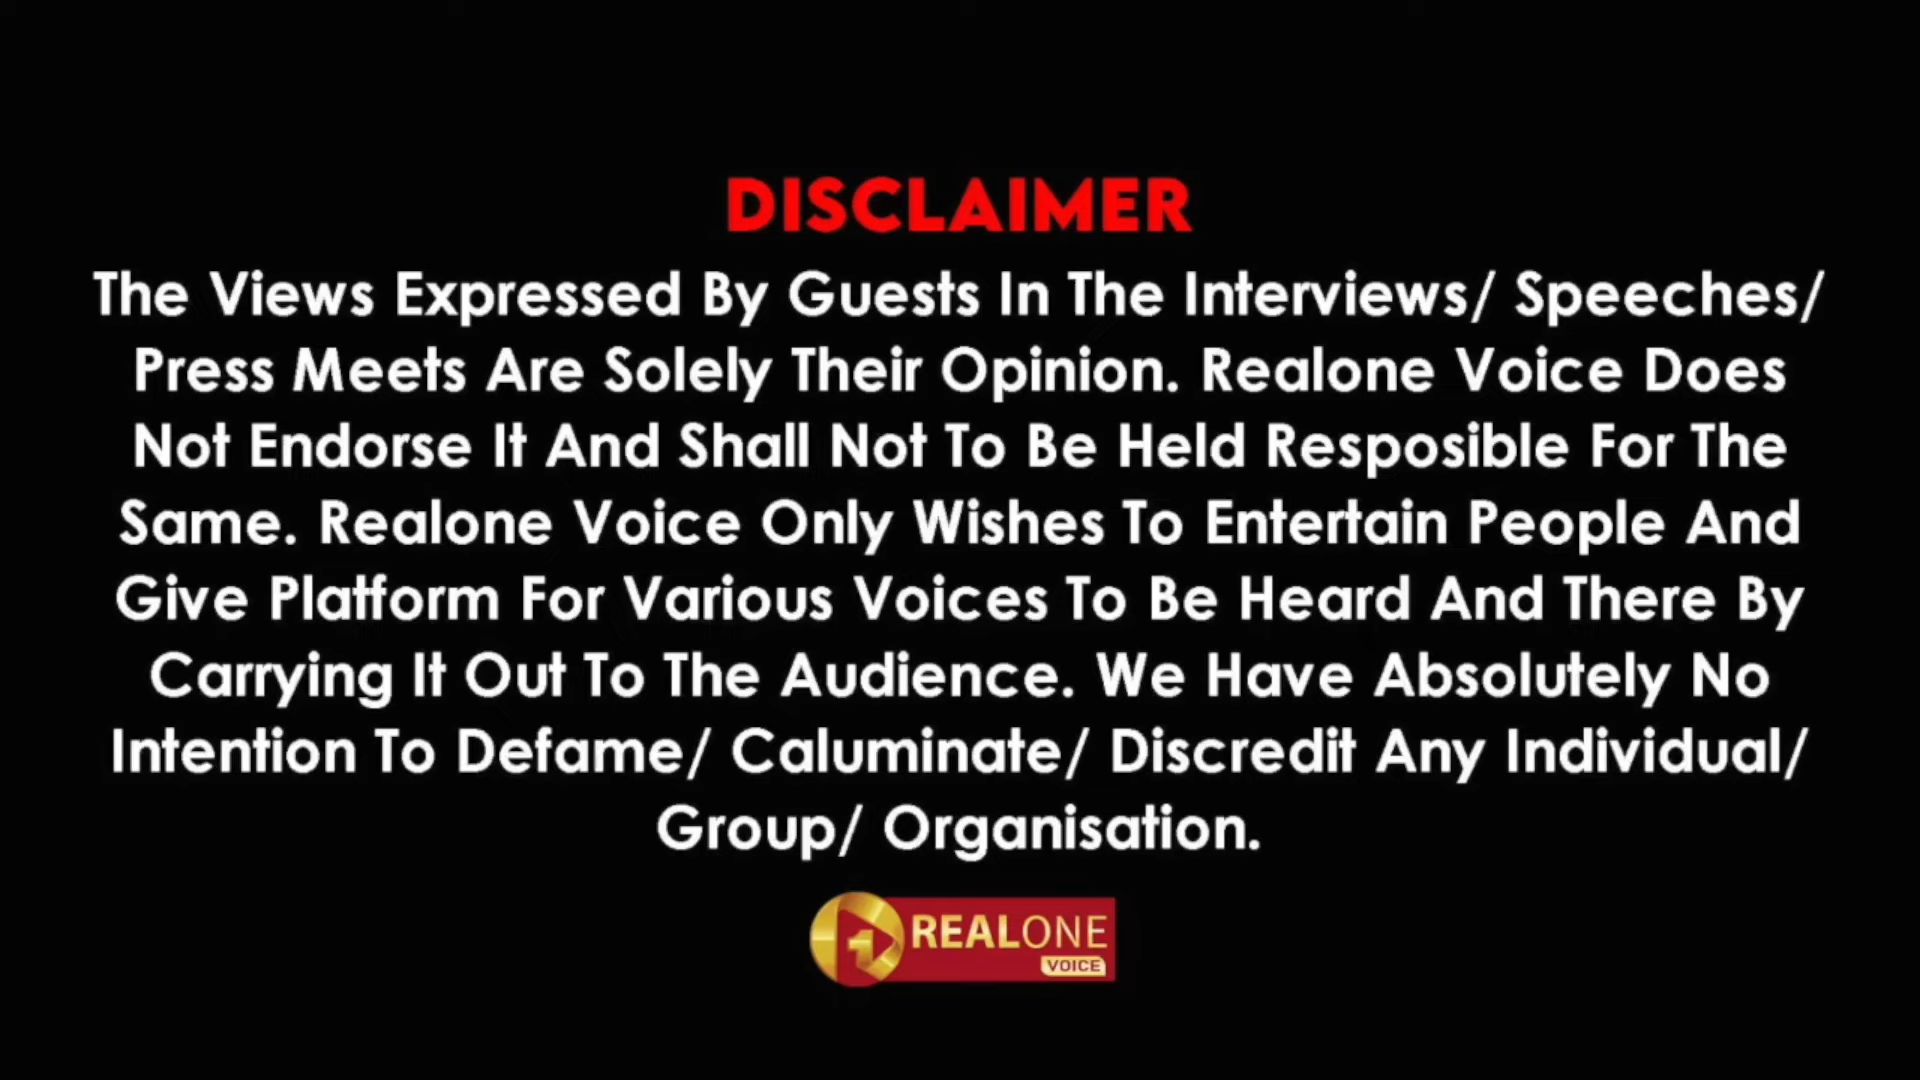 DISCLAIMER
The Views Expressed By Guests In The Interviews/ Speeches/
Press Meets Are Solely Their Opinion. Realone Voice Does
Not Endorse It And Shall Not To Be Held Resposible For The
Same. Realone Voice Only Wishes To Entertain People And
Give Platform For Various Voices To Be Heard And There By
Carrying It Out To The Audience. We Have Absolutely No
Intention To Defame/ Caluminate/ Discredit Any Individual/
Group/ Organisation.
1 REALONE
VOICE